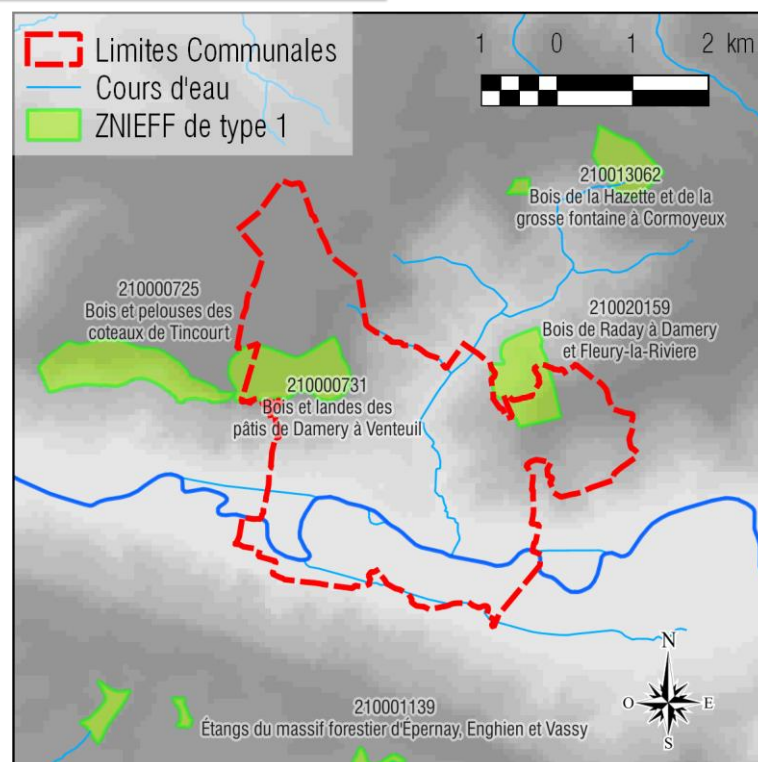 Limites Communales
Cours d'eau
ZNIEFF de type 1
1 0 1 2 km
210013062
Bois de la Hazette et de la
grosse fontaine à Cormoyeux
210000725
Bois et pelouses des
coteaux de Tincourt
210020159
Bois de Raday à Damery
et Fleury-la-Riviere
210000731
Bois et landes des
pâtis de Damery à Venteuil
N
O E
S
210001139
Étangs du massif forestier d'Épernay, Enghien et Vassy